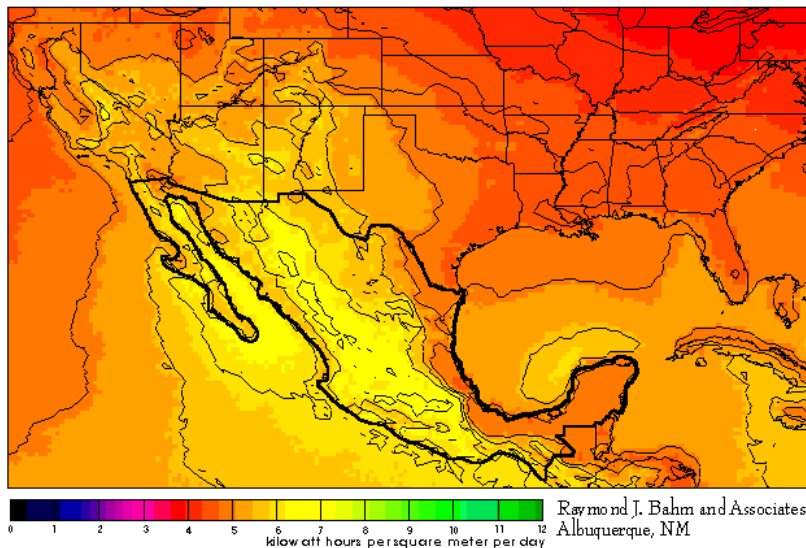 0 1 2 3 4 5 6 7 8 9 10 11 12
kilowatt hours per square meter per day
Raymond J. Bahm and Associates
Albuquerque, NM